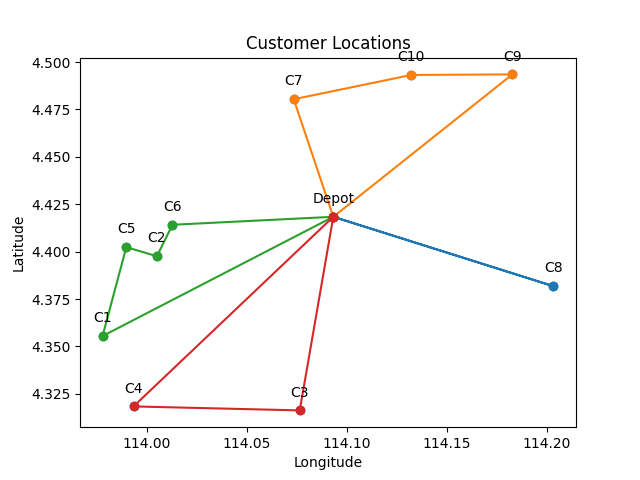 Customer Locations
4.500
4.475
4.450
4.425
4.400
4.375
4.350
4.325
Latitude
C10
C9
C7
Depot
C6
C5
C2
C8
C1
C4
C3
114.00
114.05
114.10
114.15
114.20
Longitude